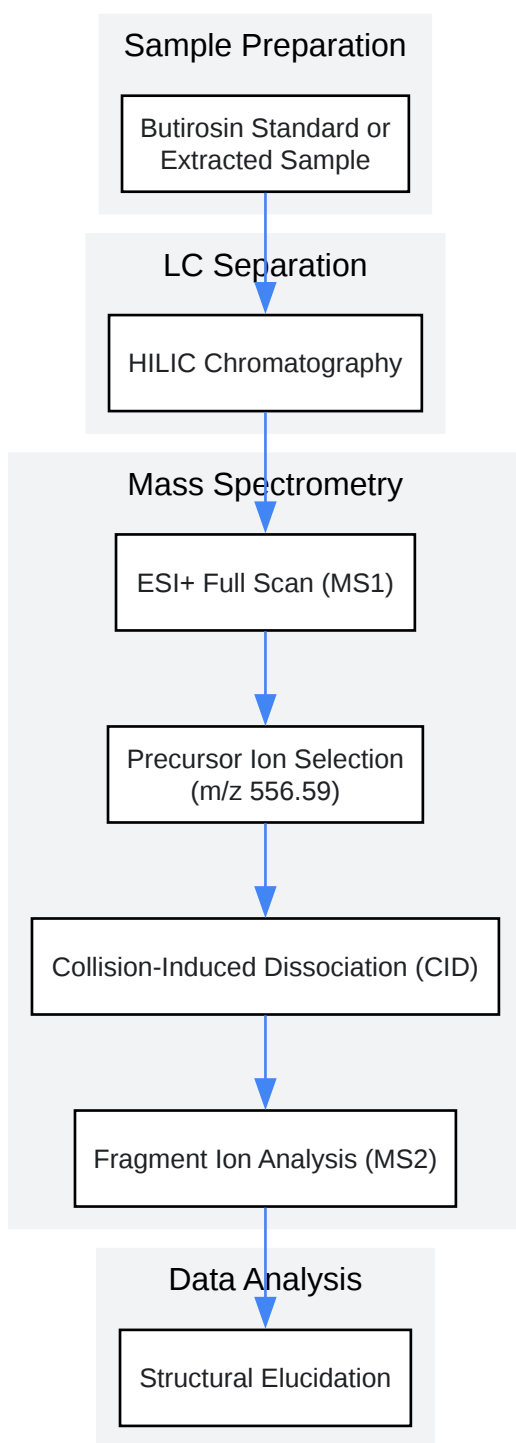 Sample Preparation
Butirosin Standard or
Extracted Sample
LC Separation
HILIC Chromatography
Mass Spectrometry
ESI+ Full Scan (MS1)
Precursor Ion Selection
(m/z 556.59)
Collision-Induced Dissociation (CID)
Fragment Ion Analysis (MS2)
Data Analysis
Structural Elucidation